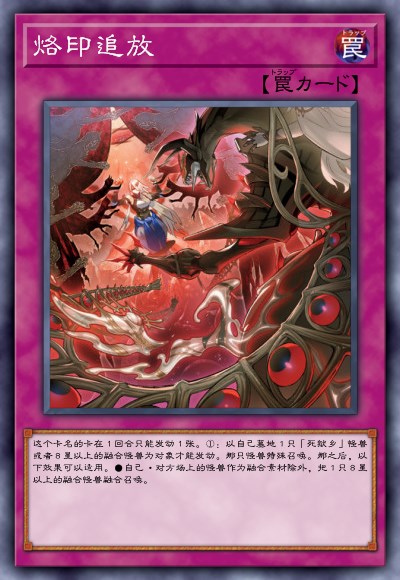 烙印追放
トラップ
罠
トラップ
【罠カード】
这个卡名的卡在1回合只能发动1张。①：以自己墓地1只「死狱乡」怪兽
或者8星以上的融合怪兽为对象才能发动。那只怪兽特殊召唤。那之后，以
下效果可以适用。●自己·对方场上的怪兽作为融合素材除外，把1只8星
以上的融合怪兽融合召唤。